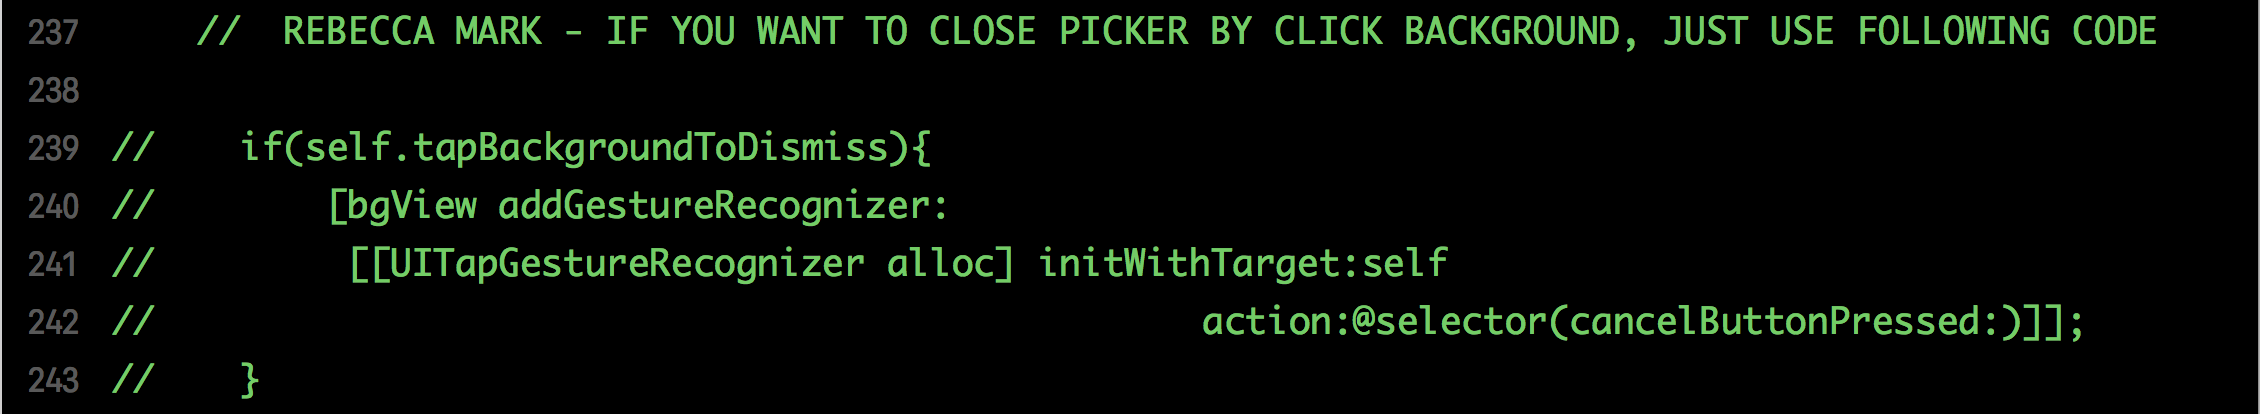 237 // REBECCA MARK - IF YOU WANT TO CLOSE PICKER BY CLICK BACKGROUND, JUST USE FOLLOWING CODE
238
239 // if(self.tapBackgroundToDismiss){
240 // [bgView addGestureRecognizer:
241 // [[UITapGestureRecognizer alloc] initWithTarget:self
242 // action:@selector(cancelButtonPressed:)]];
243 // }